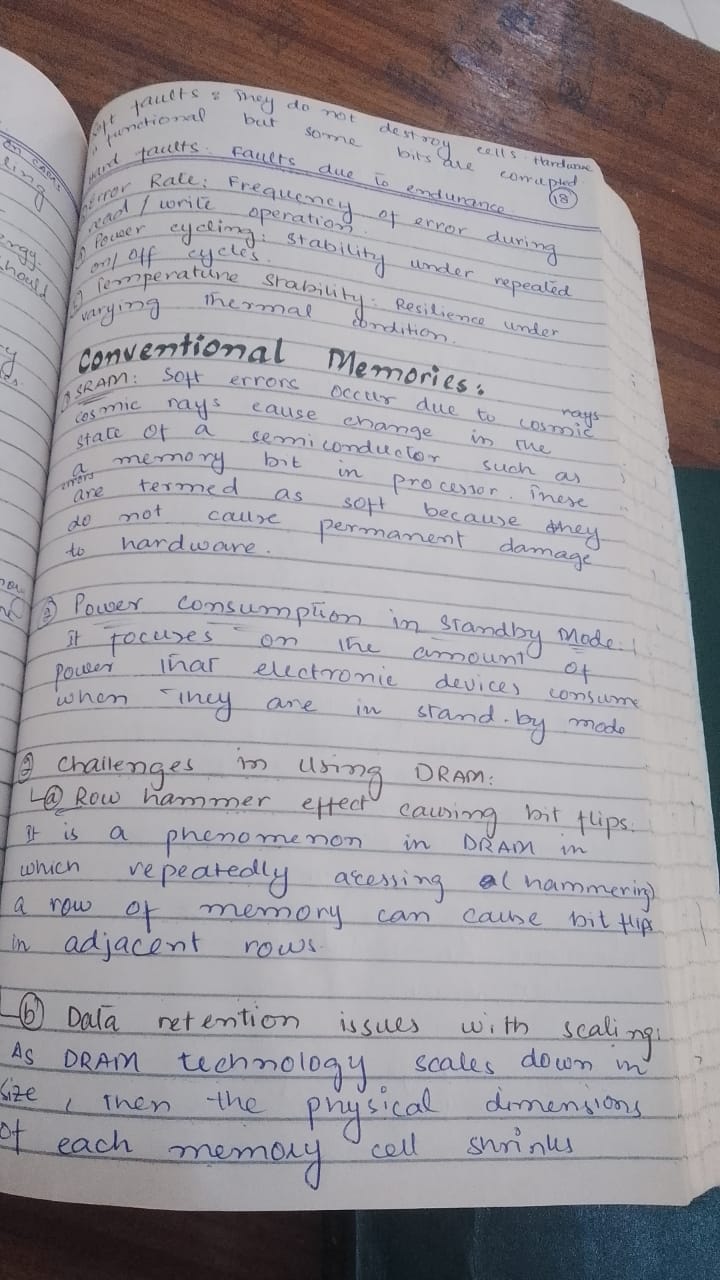 soft faults: They do not destroy cells. Hardware
functional but some bits are corrupted.
Hard faults: Faults due to endurance (18)
Error Rate: Frequency of error during
read / write operation.
Power cycling: Stability under repeated
on/off cycles.
Temperature Stability: Resilience under
varying thermal condition.
Conventional Memories:
SRAM: Soft errors occur due to cosmic rays
cosmic rays cause change in the
state of a semiconductor such as
a memory bit in processor. These
errors are termed as soft because they
do not cause permanent damage
to hardware.
② Power consumption in standby mode:
It focuses on the amount of
power that electronic devices consume
when they are in stand-by mode
③ Challenges in using DRAM:
ⓐ Row hammer effect causing bit flips.
It is a phenomenon in DRAM in
which repeatedly acessing (hammering)
a row of memory can cause bit flips
in adjacent rows.
ⓑ Data retention issues with scaling:
As DRAM technology scales down in
size, then the physical dimensions
of each memory cell shrinks